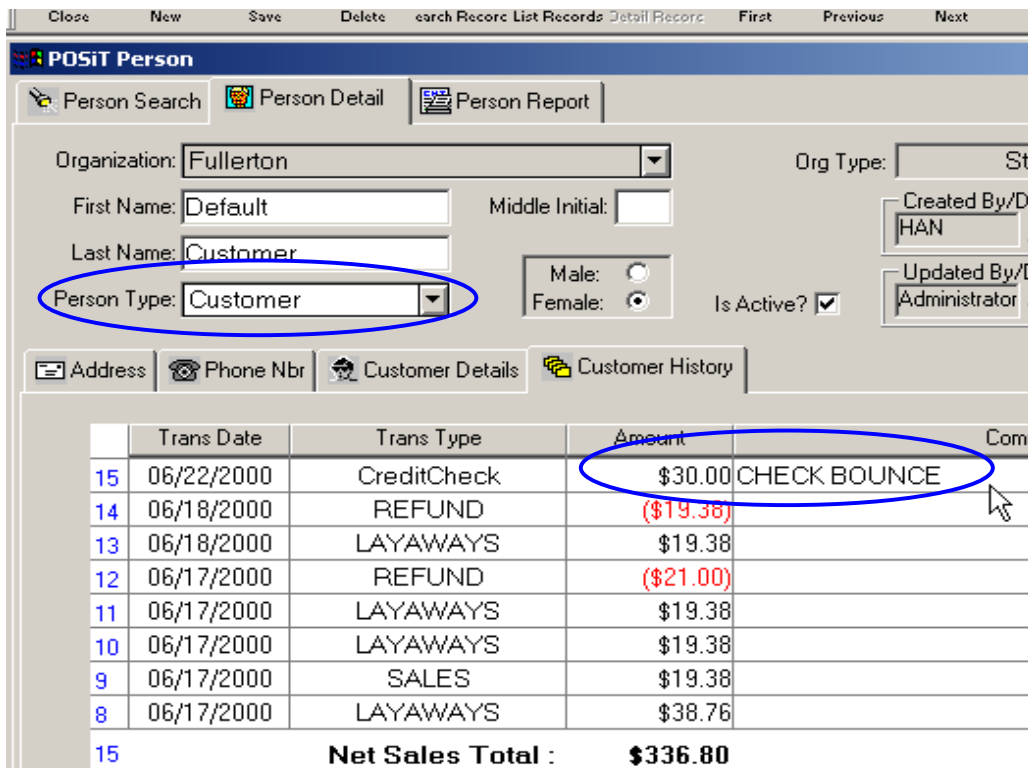 Close New Save Delete earch Recorc List Records Detail Recorc First Previous Next
POSiT Person
Person Search Person Detail Person Report
Organization: Fullerton Org Type: St
First Name: Default Middle Initial: Created By/D
HAN
Last Name: Customer
Male: Updated By/D
Person Type: Customer Female: Is Active? Administrator
Address Phone Nbr Customer Details Customer History
Trans Date Trans Type Amount Com
15 06/22/2000 CreditCheck $30.00 CHECK BOUNCE
14 06/18/2000 REFUND ($19.38)
13 06/18/2000 LAYAWAYS $19.38
12 06/17/2000 REFUND ($21.00)
11 06/17/2000 LAYAWAYS $19.38
10 06/17/2000 LAYAWAYS $19.38
9 06/17/2000 SALES $19.38
8 06/17/2000 LAYAWAYS $38.76
15 Net Sales Total : $336.80